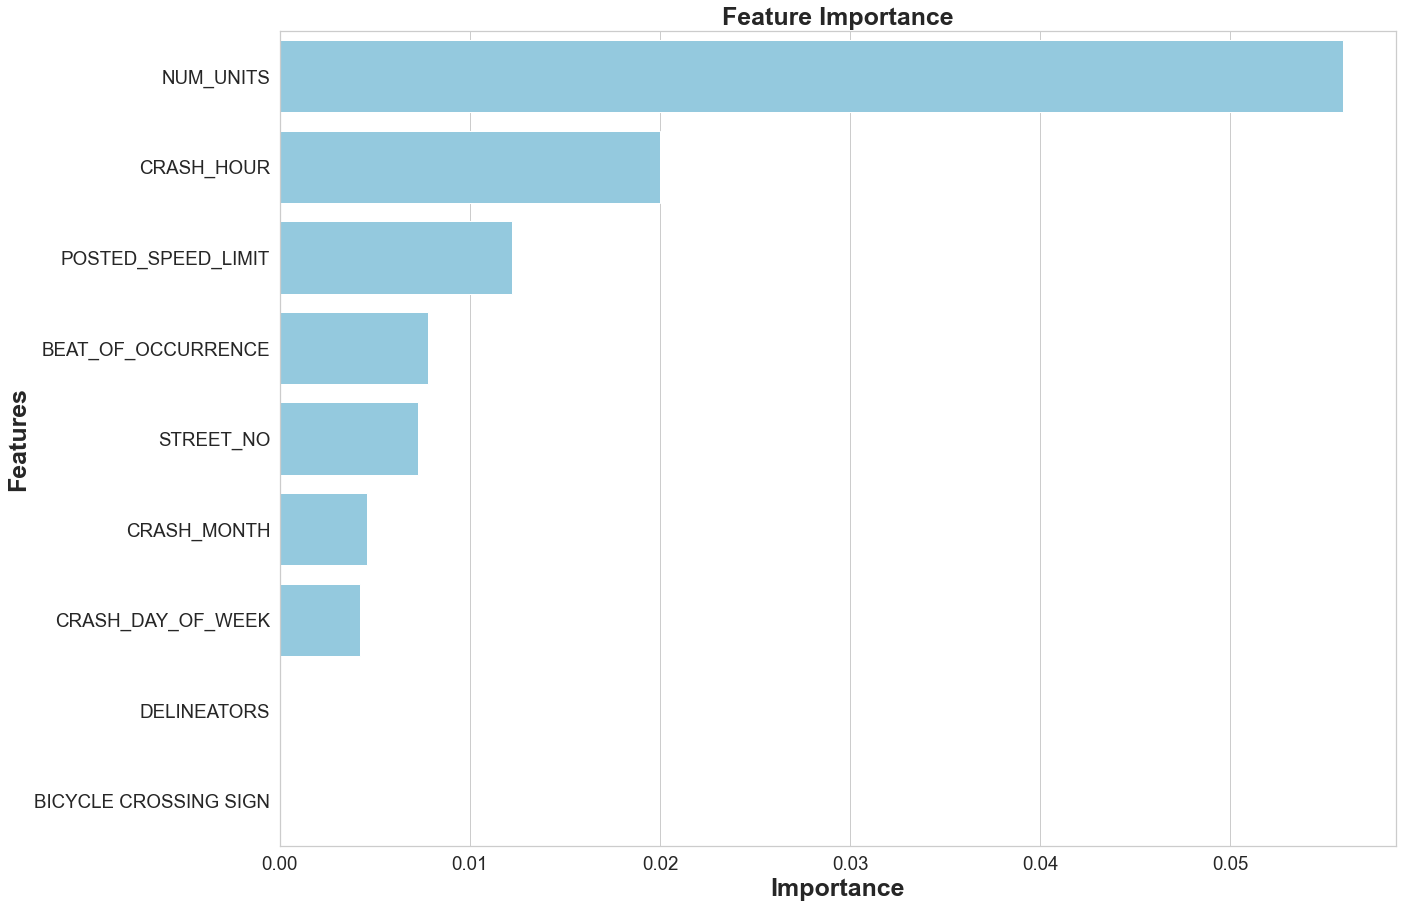 Feature Importance
NUM_UNITS
CRASH_HOUR
POSTED_SPEED_LIMIT
BEAT_OF_OCCURRENCE
STREET_NO
CRASH_MONTH
CRASH_DAY_OF_WEEK
DELINEATORS
BICYCLE CROSSING SIGN
Features
0.00 0.01 0.02 0.03 0.04 0.05
Importance